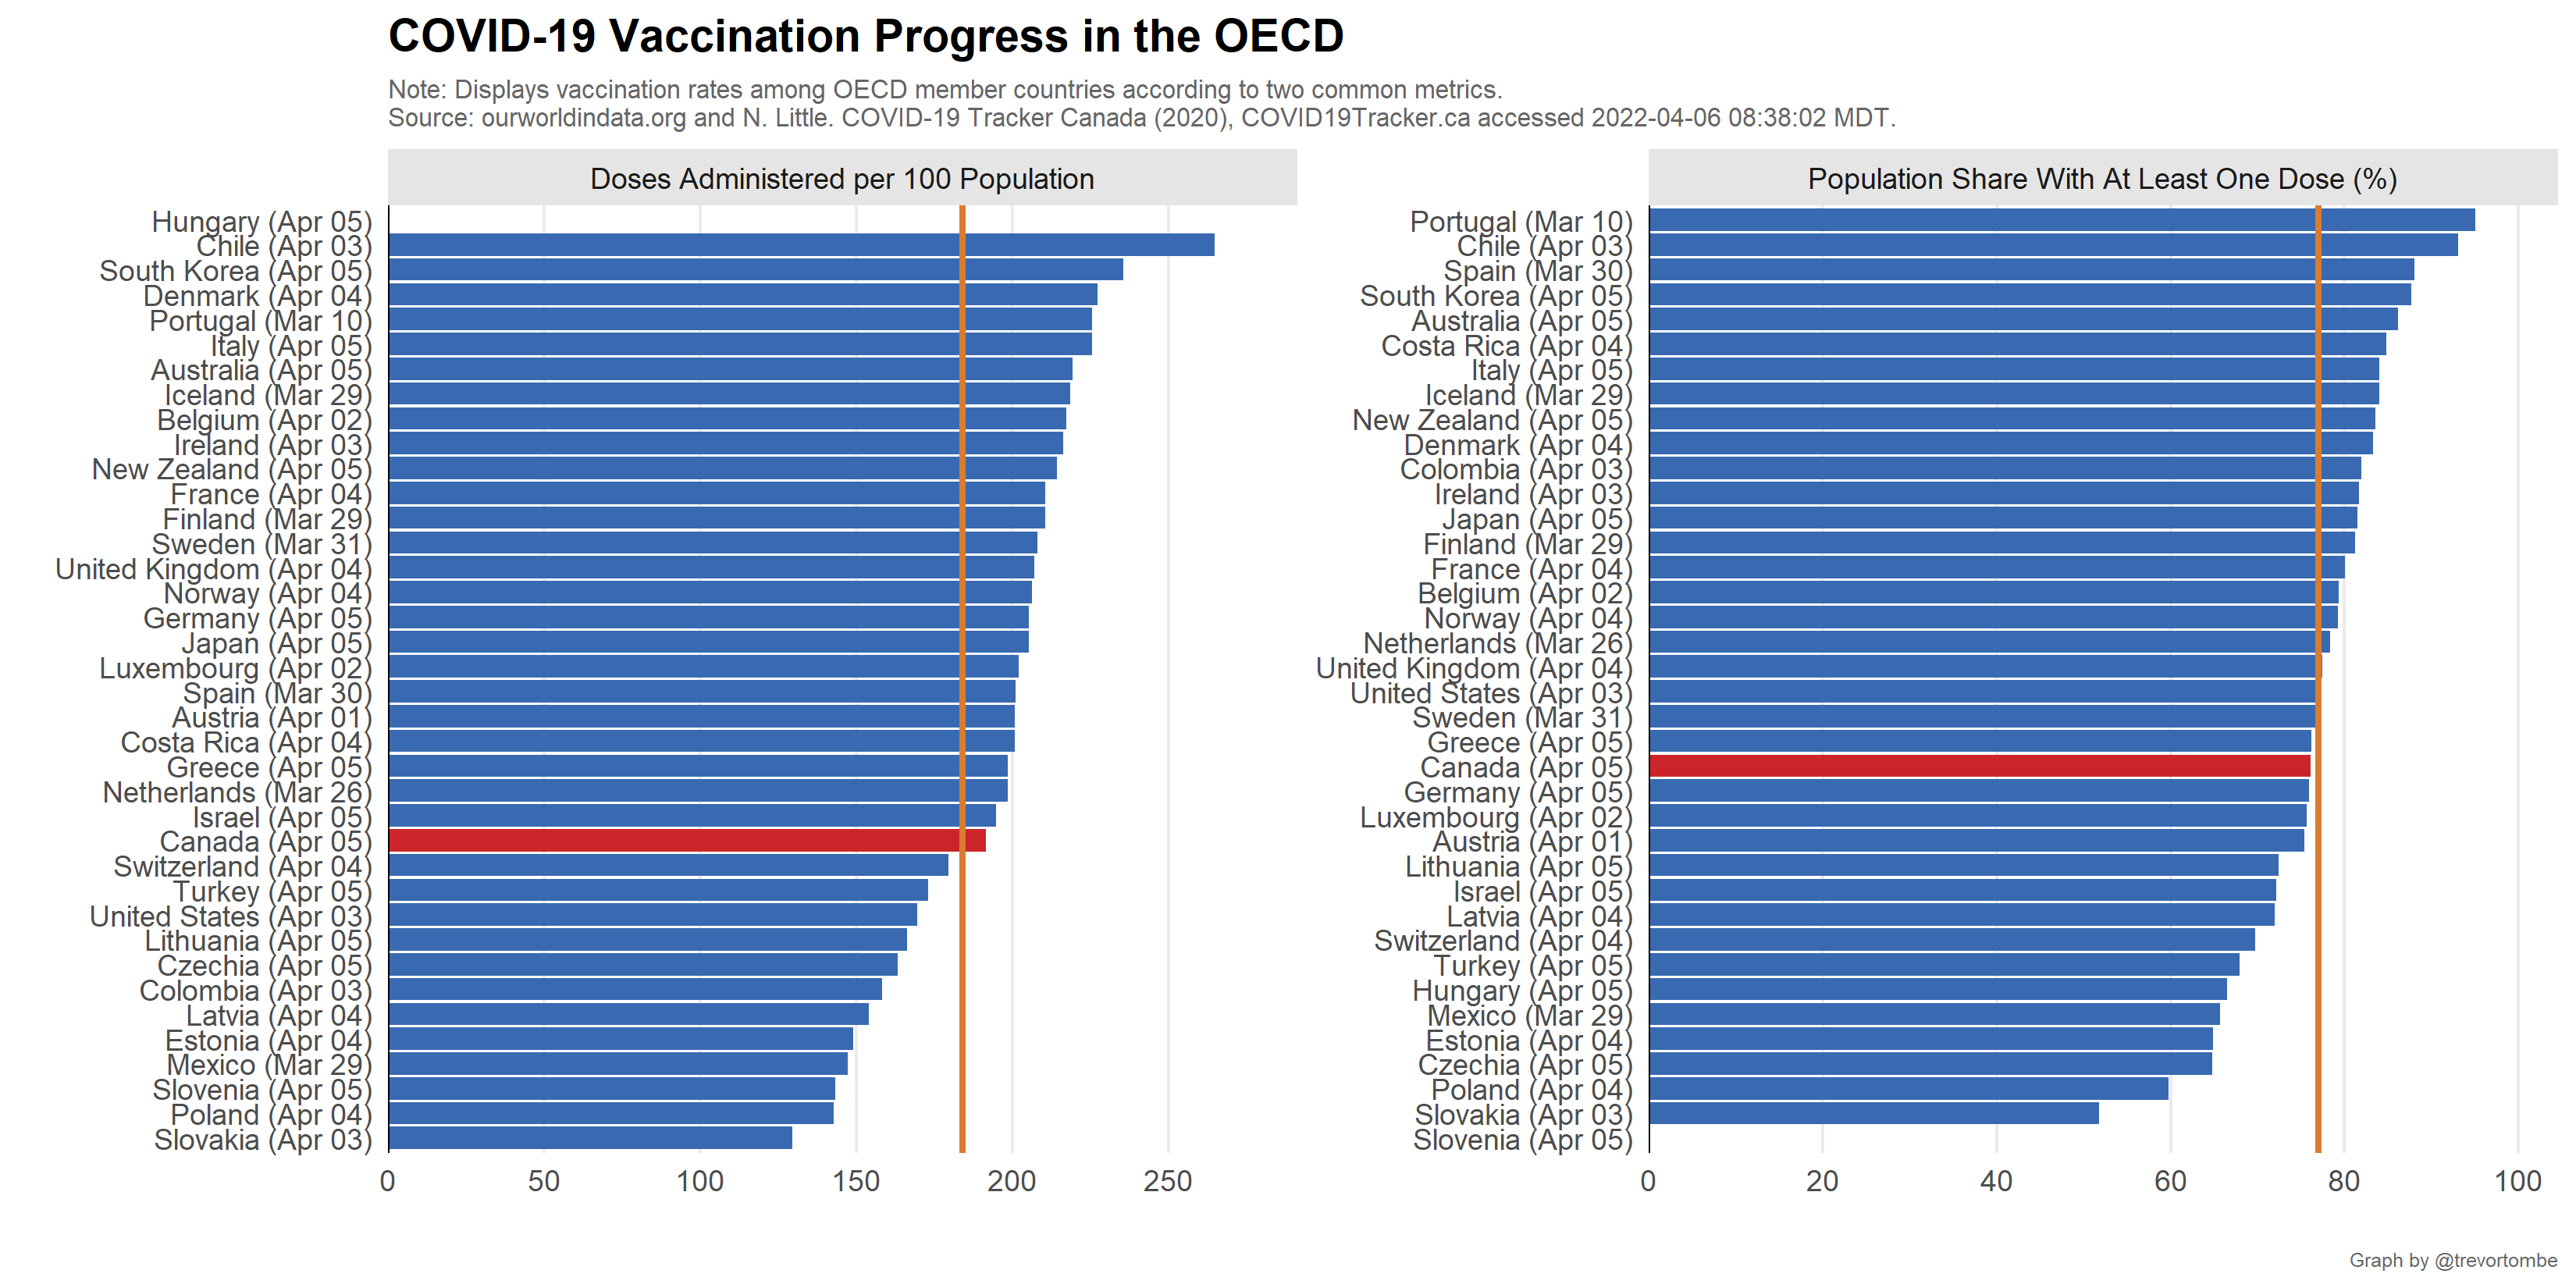 COVID-19 Vaccination Progress in the OECD
Note: Displays vaccination rates among OECD member countries according to two common metrics.
Source: ourworldindata.org and N. Little. COVID-19 Tracker Canada (2020), COVID19Tracker.ca accessed 2022-04-06 08:38:02 MDT.
Doses Administered per 100 Population
Hungary (Apr 05)
Chile (Apr 03)
South Korea (Apr 05)
Denmark (Apr 04)
Portugal (Mar 10)
Italy (Apr 05)
Australia (Apr 05)
Iceland (Mar 29)
Belgium (Apr 02)
Ireland (Apr 03)
New Zealand (Apr 05)
France (Apr 04)
Finland (Mar 29)
Sweden (Mar 31)
United Kingdom (Apr 04)
Norway (Apr 04)
Germany (Apr 05)
Japan (Apr 05)
Luxembourg (Apr 02)
Spain (Mar 30)
Austria (Apr 01)
Costa Rica (Apr 04)
Greece (Apr 05)
Netherlands (Mar 26)
Israel (Apr 05)
Canada (Apr 05)
Switzerland (Apr 04)
Turkey (Apr 05)
United States (Apr 03)
Lithuania (Apr 05)
Czechia (Apr 05)
Colombia (Apr 03)
Latvia (Apr 04)
Estonia (Apr 04)
Mexico (Mar 29)
Slovenia (Apr 05)
Poland (Apr 04)
Slovakia (Apr 03)
0 50 100 150 200 250
Population Share With At Least One Dose (%)
Portugal (Mar 10)
Chile (Apr 03)
Spain (Mar 30)
South Korea (Apr 05)
Australia (Apr 05)
Costa Rica (Apr 04)
Italy (Apr 05)
Iceland (Mar 29)
New Zealand (Apr 05)
Denmark (Apr 04)
Colombia (Apr 03)
Ireland (Apr 03)
Japan (Apr 05)
Finland (Mar 29)
France (Apr 04)
Belgium (Apr 02)
Norway (Apr 04)
Netherlands (Mar 26)
United Kingdom (Apr 04)
United States (Apr 03)
Sweden (Mar 31)
Greece (Apr 05)
Canada (Apr 05)
Germany (Apr 05)
Luxembourg (Apr 02)
Austria (Apr 01)
Lithuania (Apr 05)
Israel (Apr 05)
Latvia (Apr 04)
Switzerland (Apr 04)
Turkey (Apr 05)
Hungary (Apr 05)
Mexico (Mar 29)
Estonia (Apr 04)
Czechia (Apr 05)
Poland (Apr 04)
Slovakia (Apr 03)
Slovenia (Apr 05)
0 20 40 60 80 100
Graph by @trevortombe